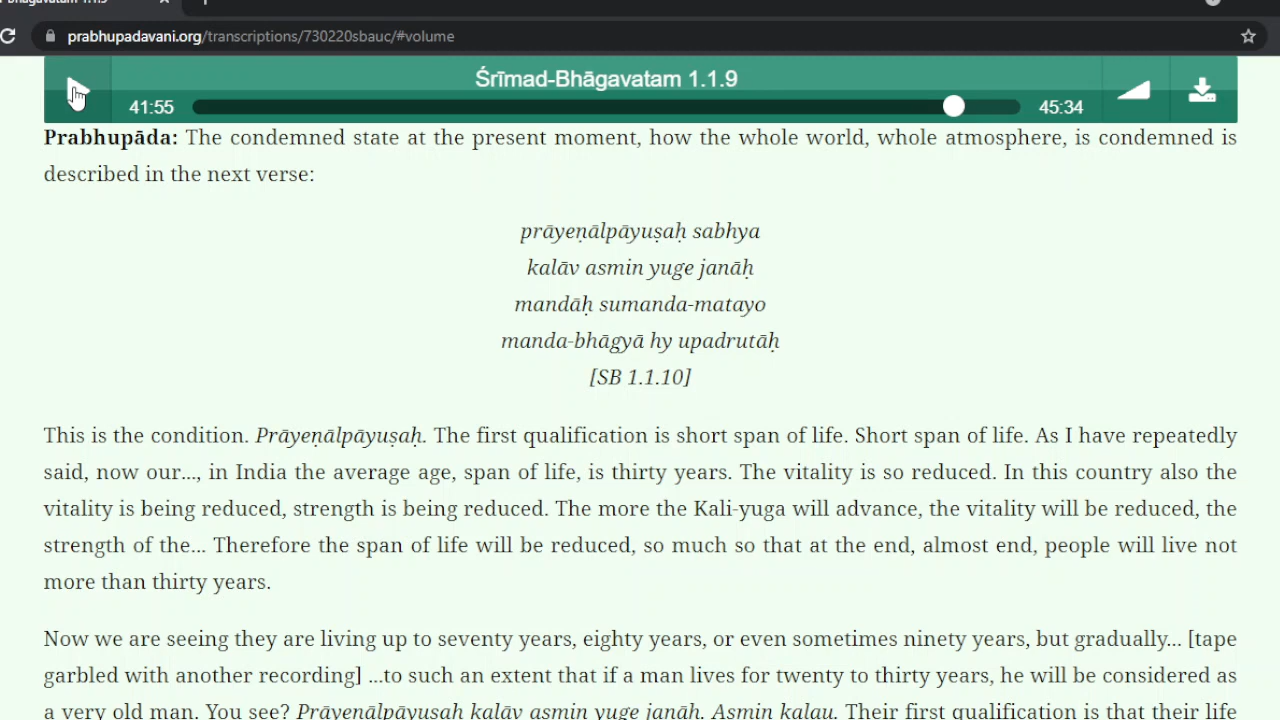 prabhupadavani.org/transcriptions/730220sbauc/#volume
Śrīmad-Bhāgavatam 1.1.9
41:55
45:34
Prabhupāda: The condemned state at the present moment, how the whole world, whole atmosphere, is condemned is
described in the next verse:
prāyeṇālpāyuṣaḥ sabhya
kalāv asmin yuge janāḥ
mandāḥ sumanda-matayo
manda-bhāgyā hy upadrutāḥ
[SB 1.1.10]
This is the condition. Prāyeṇālpāyuṣaḥ. The first qualification is short span of life. Short span of life. As I have repeatedly
said, now our..., in India the average age, span of life, is thirty years. The vitality is so reduced. In this country also the
vitality is being reduced, strength is being reduced. The more the Kali-yuga will advance, the vitality will be reduced, the
strength of the... Therefore the span of life will be reduced, so much so that at the end, almost end, people will live not
more than thirty years.
Now we are seeing they are living up to seventy years, eighty years, or even sometimes ninety years, but gradually... [tape
garbled with another recording] ...to such an extent that if a man lives for twenty to thirty years, he will be considered as
a very old man. You see? Prāyeṇālpāyuṣaḥ kalāv asmin yuge janāḥ. Asmin kalau. Their first qualification is that their life